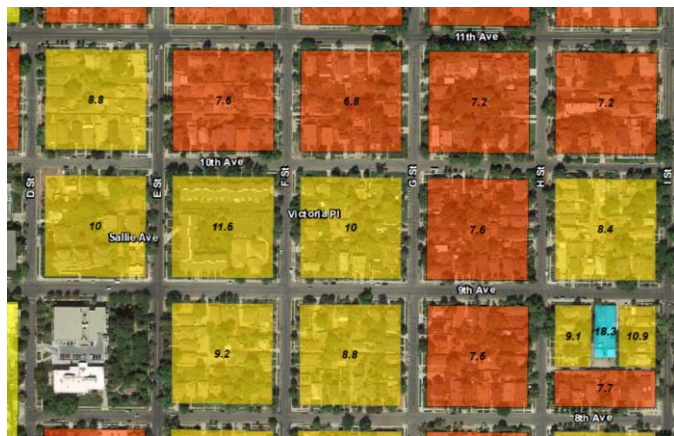 11th Ave
8.8
7.6
6.8
7.2
7.2
10th Ave
D St
E St
F St
G St
H St
I St
10
11.6
10
7.6
8.4
Victoria Pl
Sallie Ave
9th Ave
9.2
8.8
7.6
9.1
18.3
10.9
7.7
8th Ave